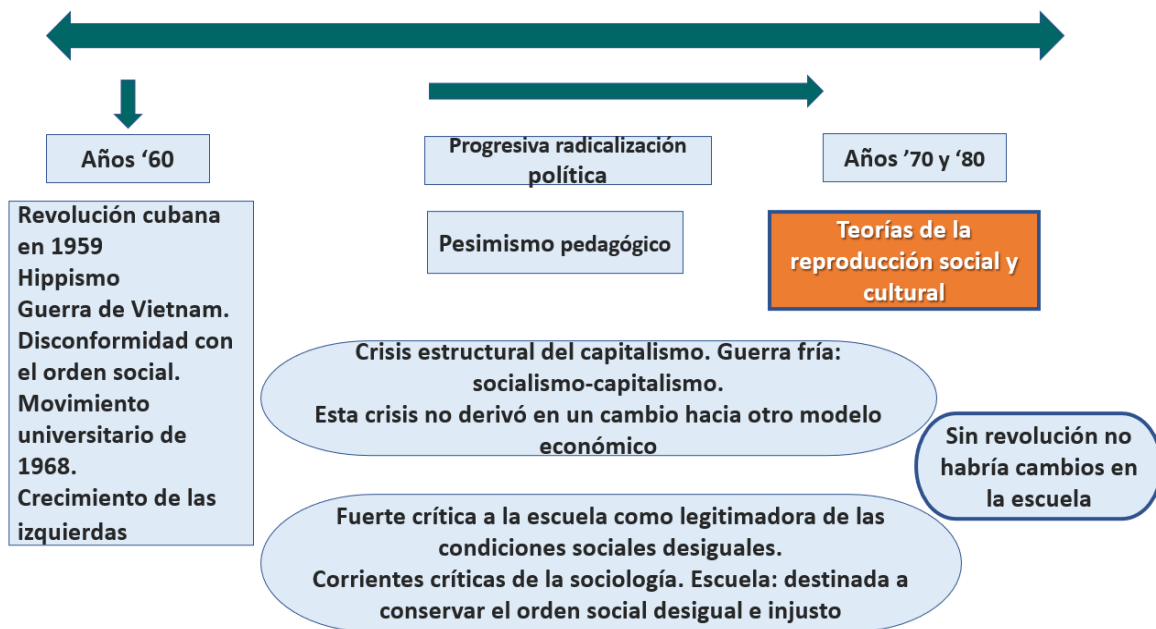 Años ‘60
Progresiva radicalización
política
Años ’70 y ‘80
Revolución cubana
en 1959
Hippismo
Guerra de Vietnam.
Disconformidad con
el orden social.
Movimiento
universitario de
1968.
Crecimiento de las
izquierdas
Pesimismo pedagógico
Teorías de la
reproducción social y
cultural
Crisis estructural del capitalismo. Guerra fría:
socialismo-capitalismo.
Esta crisis no derivó en un cambio hacia otro modelo
económico
Sin revolución no
habría cambios en
la escuela
Fuerte crítica a la escuela como legitimadora de las
condiciones sociales desiguales.
Corrientes críticas de la sociología. Escuela: destinada a
conservar el orden social desigual e injusto